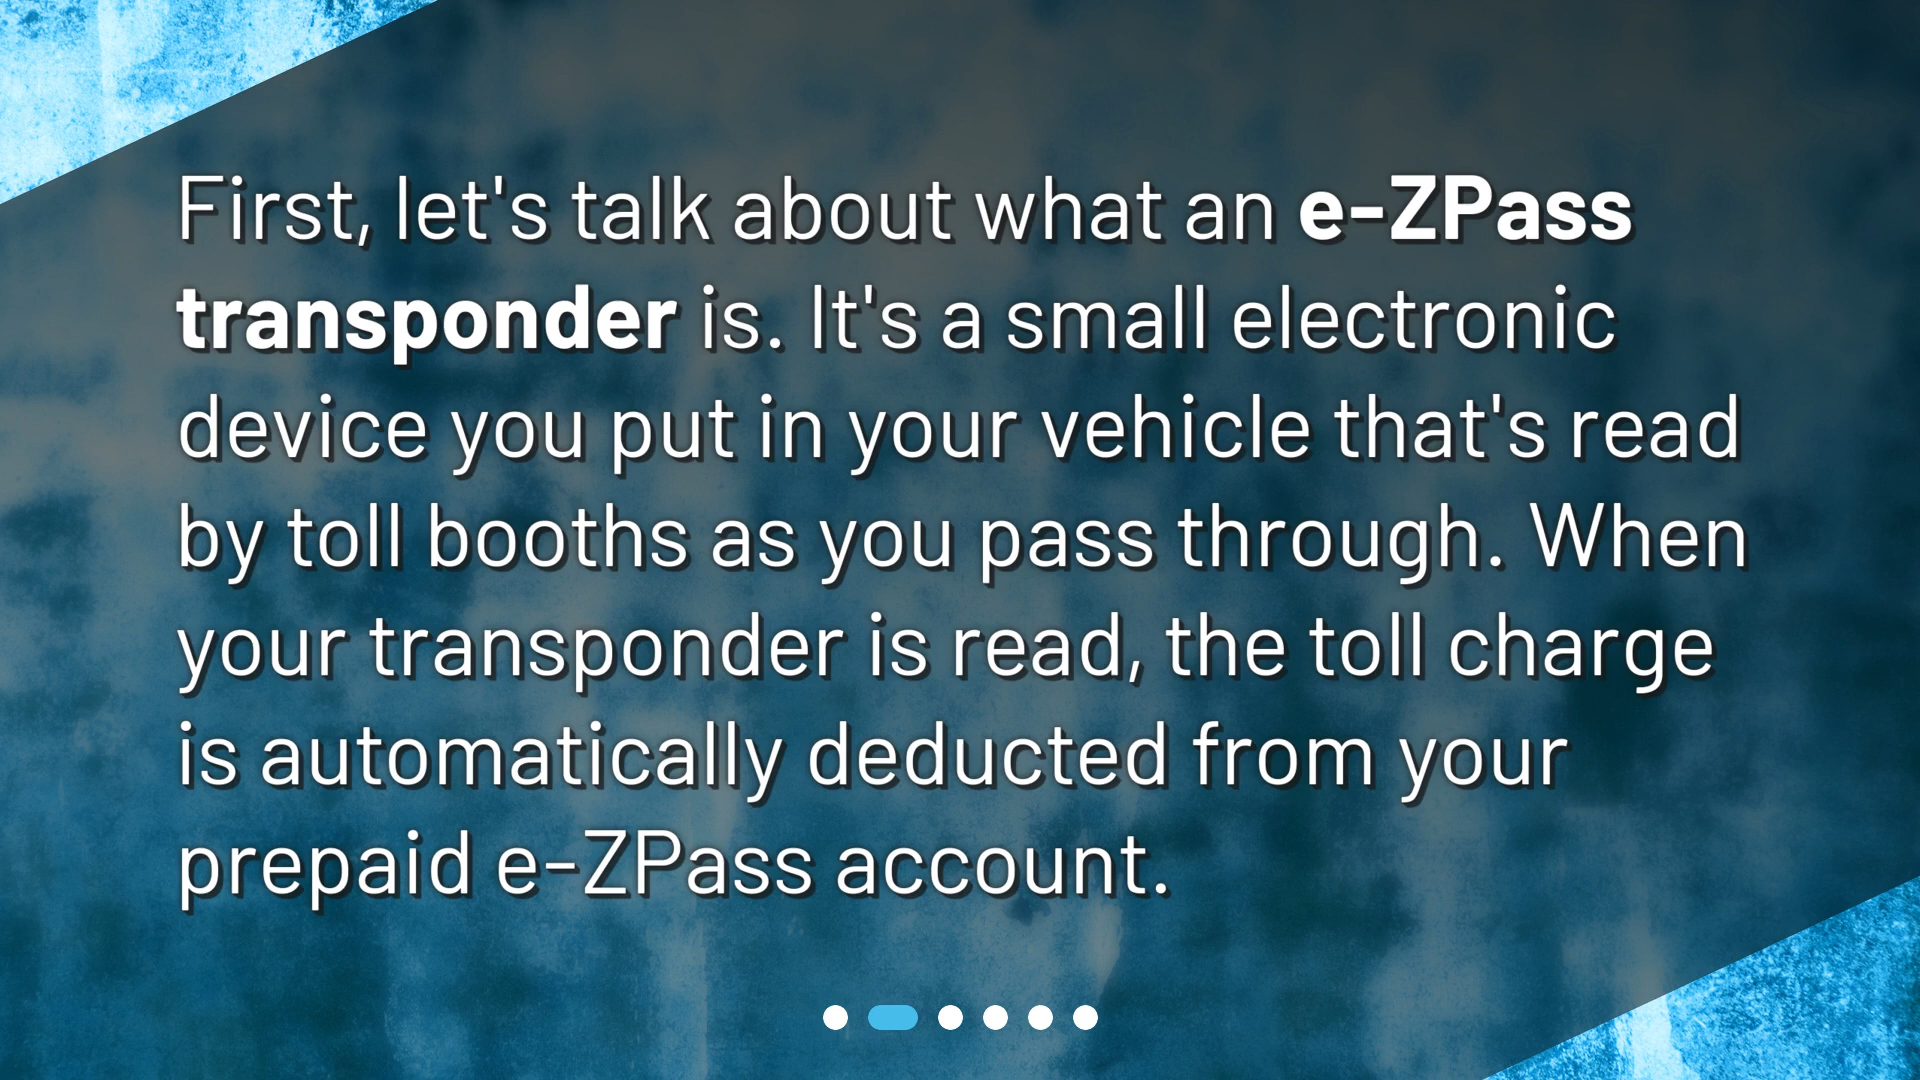 First, let's talk about what an e-ZPass
transponder is. It's a small electronic
device you put in your vehicle that's read
by toll booths as you pass through. When
your transponder is read, the toll charge
is automatically deducted from your
prepaid e-ZPass account.